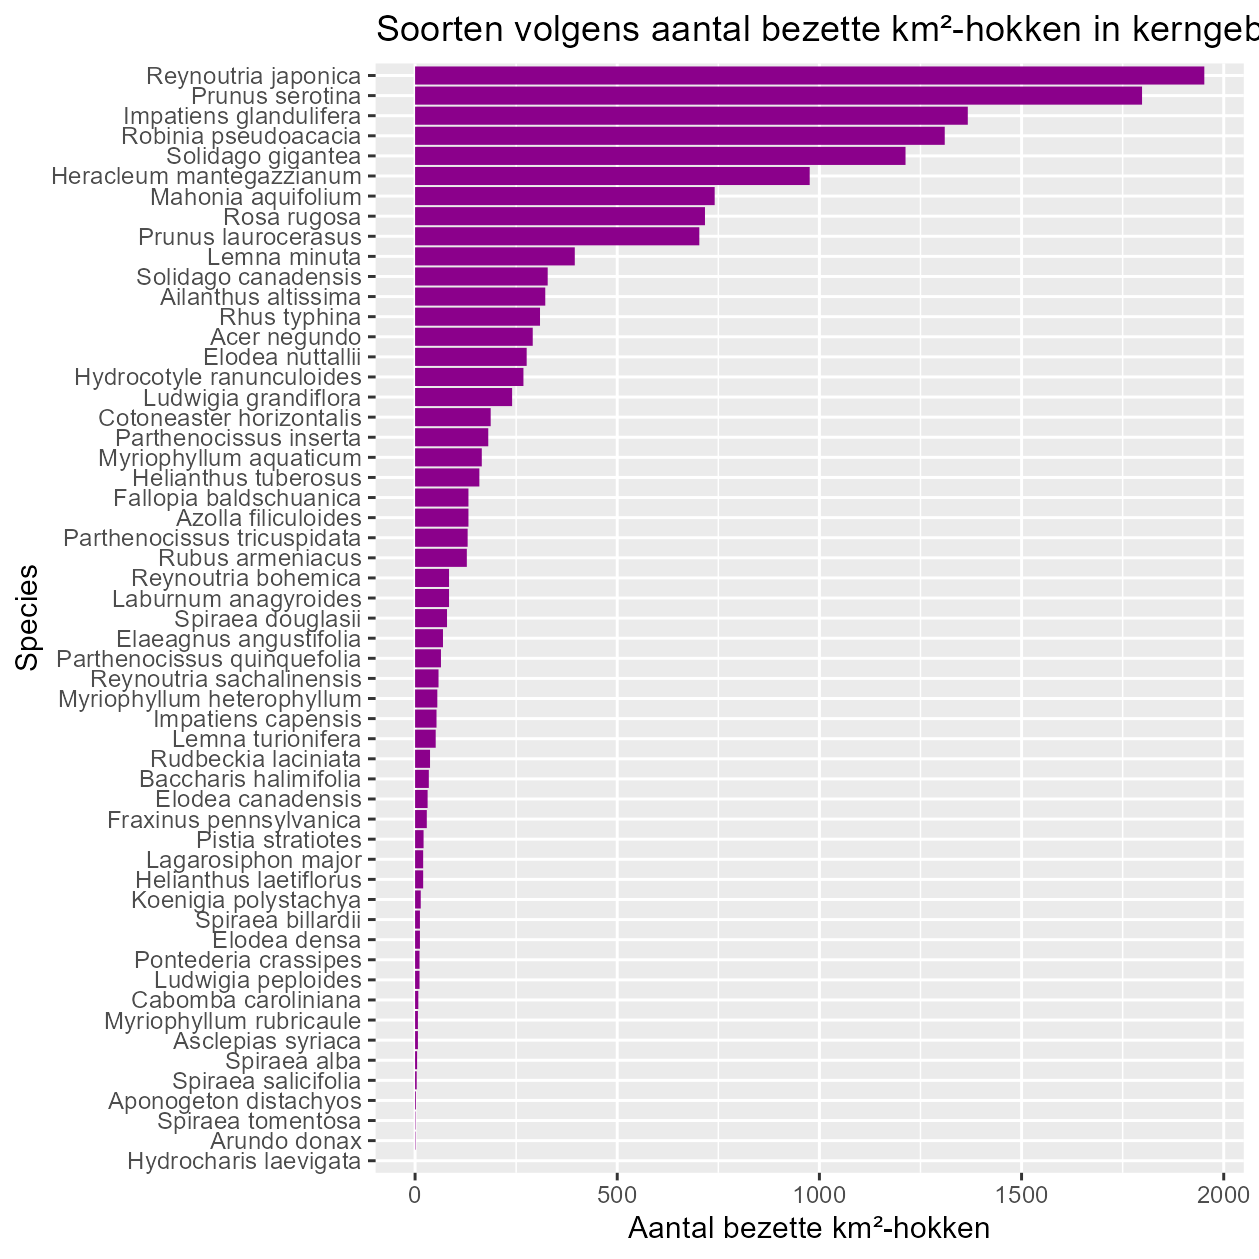 Soorten volgens aantal bezette km²-hokken in kerngeb
Reynoutria japonica
Prunus serotina
Impatiens glandulifera
Robinia pseudoacacia
Solidago gigantea
Heracleum mantegazzianum
Mahonia aquifolium
Rosa rugosa
Prunus laurocerasus
Lemna minuta
Solidago canadensis
Ailanthus altissima
Rhus typhina
Acer negundo
Elodea nuttallii
Hydrocotyle ranunculoides
Ludwigia grandiflora
Cotoneaster horizontalis
Parthenocissus inserta
Myriophyllum aquaticum
Helianthus tuberosus
Fallopia baldschuanica
Azolla filiculoides
Parthenocissus tricuspidata
Rubus armeniacus
Reynoutria bohemica
Laburnum anagyroides
Spiraea douglasii
Elaeagnus angustifolia
Parthenocissus quinquefolia
Reynoutria sachalinensis
Myriophyllum heterophyllum
Impatiens capensis
Lemna turionifera
Rudbeckia laciniata
Baccharis halimifolia
Elodea canadensis
Fraxinus pennsylvanica
Pistia stratiotes
Lagarosiphon major
Helianthus laetiflorus
Koenigia polystachya
Spiraea billardii
Elodea densa
Pontederia crassipes
Ludwigia peploides
Cabomba caroliniana
Myriophyllum rubricaule
Asclepias syriaca
Spiraea alba
Spiraea salicifolia
Aponogeton distachyos
Spiraea tomentosa
Arundo donax
Hydrocharis laevigata
Species
0 500 1000 1500 2000
Aantal bezette km²-hokken